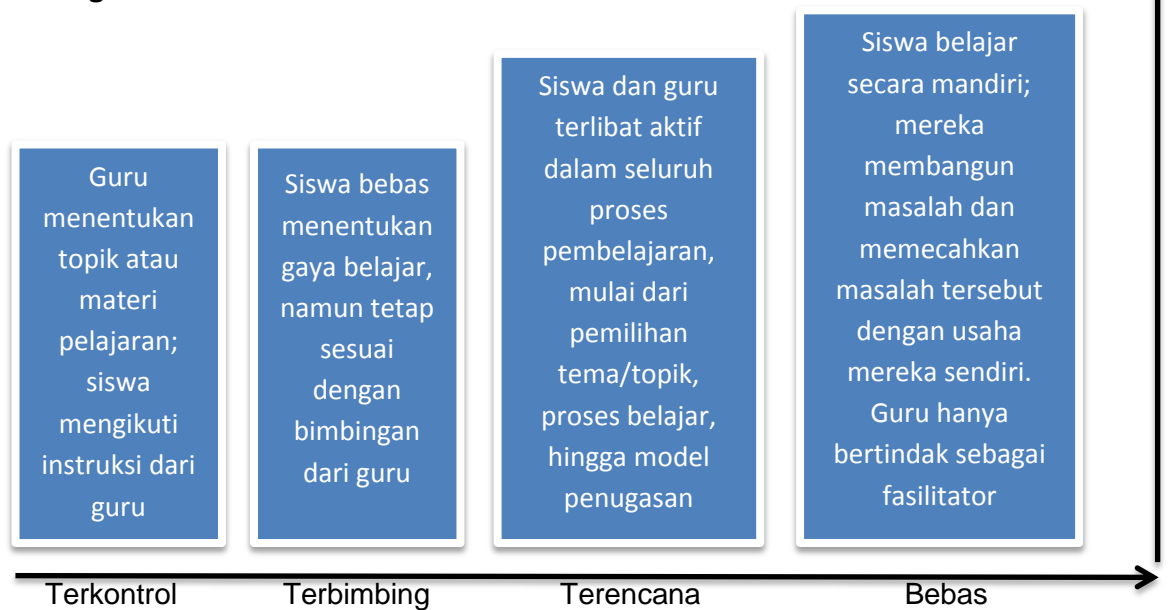 Guru
menentukan
topik atau
materi
pelajaran;
siswa
mengikuti
instruksi dari
guru
Siswa bebas
menentukan
gaya belajar,
namun tetap
sesuai
dengan
bimbingan
dari guru
Siswa dan guru
terlibat aktif
dalam seluruh
proses
pembelajaran,
mulai dari
pemilihan
tema/topik,
proses belajar,
hingga model
penugasan
Siswa belajar
secara mandiri;
mereka
membangun
masalah dan
memecahkan
masalah tersebut
dengan usaha
mereka sendiri.
Guru hanya
bertindak sebagai
fasilitator
Terkontrol
Terbimbing
Terencana
Bebas